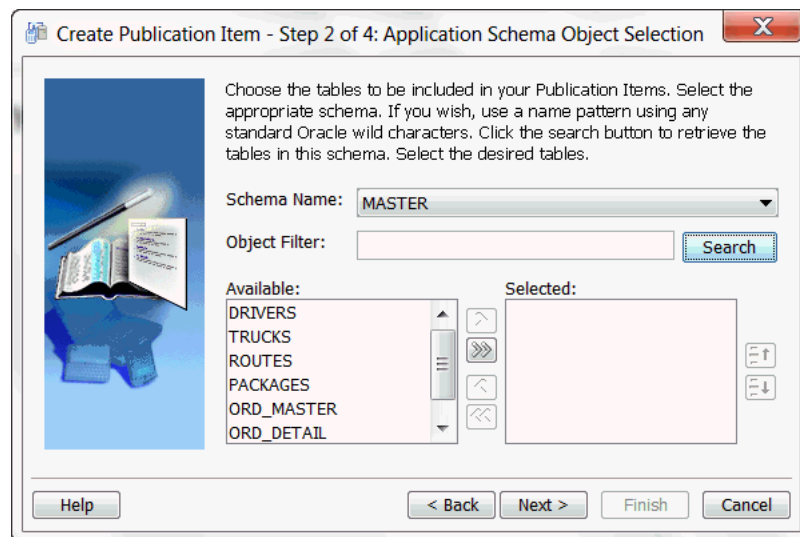 Create Publication Item - Step 2 of 4: Application Schema Object Selection
Choose the tables to be included in your Publication Items. Select the
appropriate schema. If you wish, use a name pattern using any
standard Oracle wild characters. Click the search button to retrieve the
tables in this schema. Select the desired tables.
Schema Name: MASTER
Object Filter: Search
Available: Selected:
DRIVERS
TRUCKS
ROUTES
PACKAGES
ORD_MASTER
ORD_DETAIL
Help < Back Next > Finish Cancel